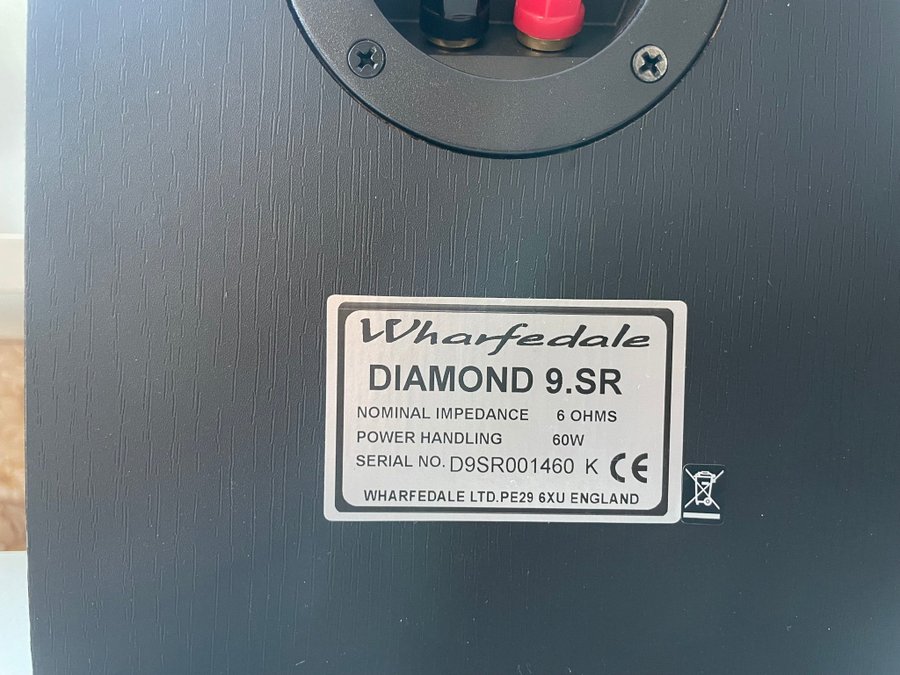 Wharfedale
DIAMOND 9.SR
NOMINAL IMPEDANCE 6 OHMS
POWER HANDLING 60W
SERIAL NO. D9SR001460 K CE
WHARFEDALE LTD.PE29 6XU ENGLAND